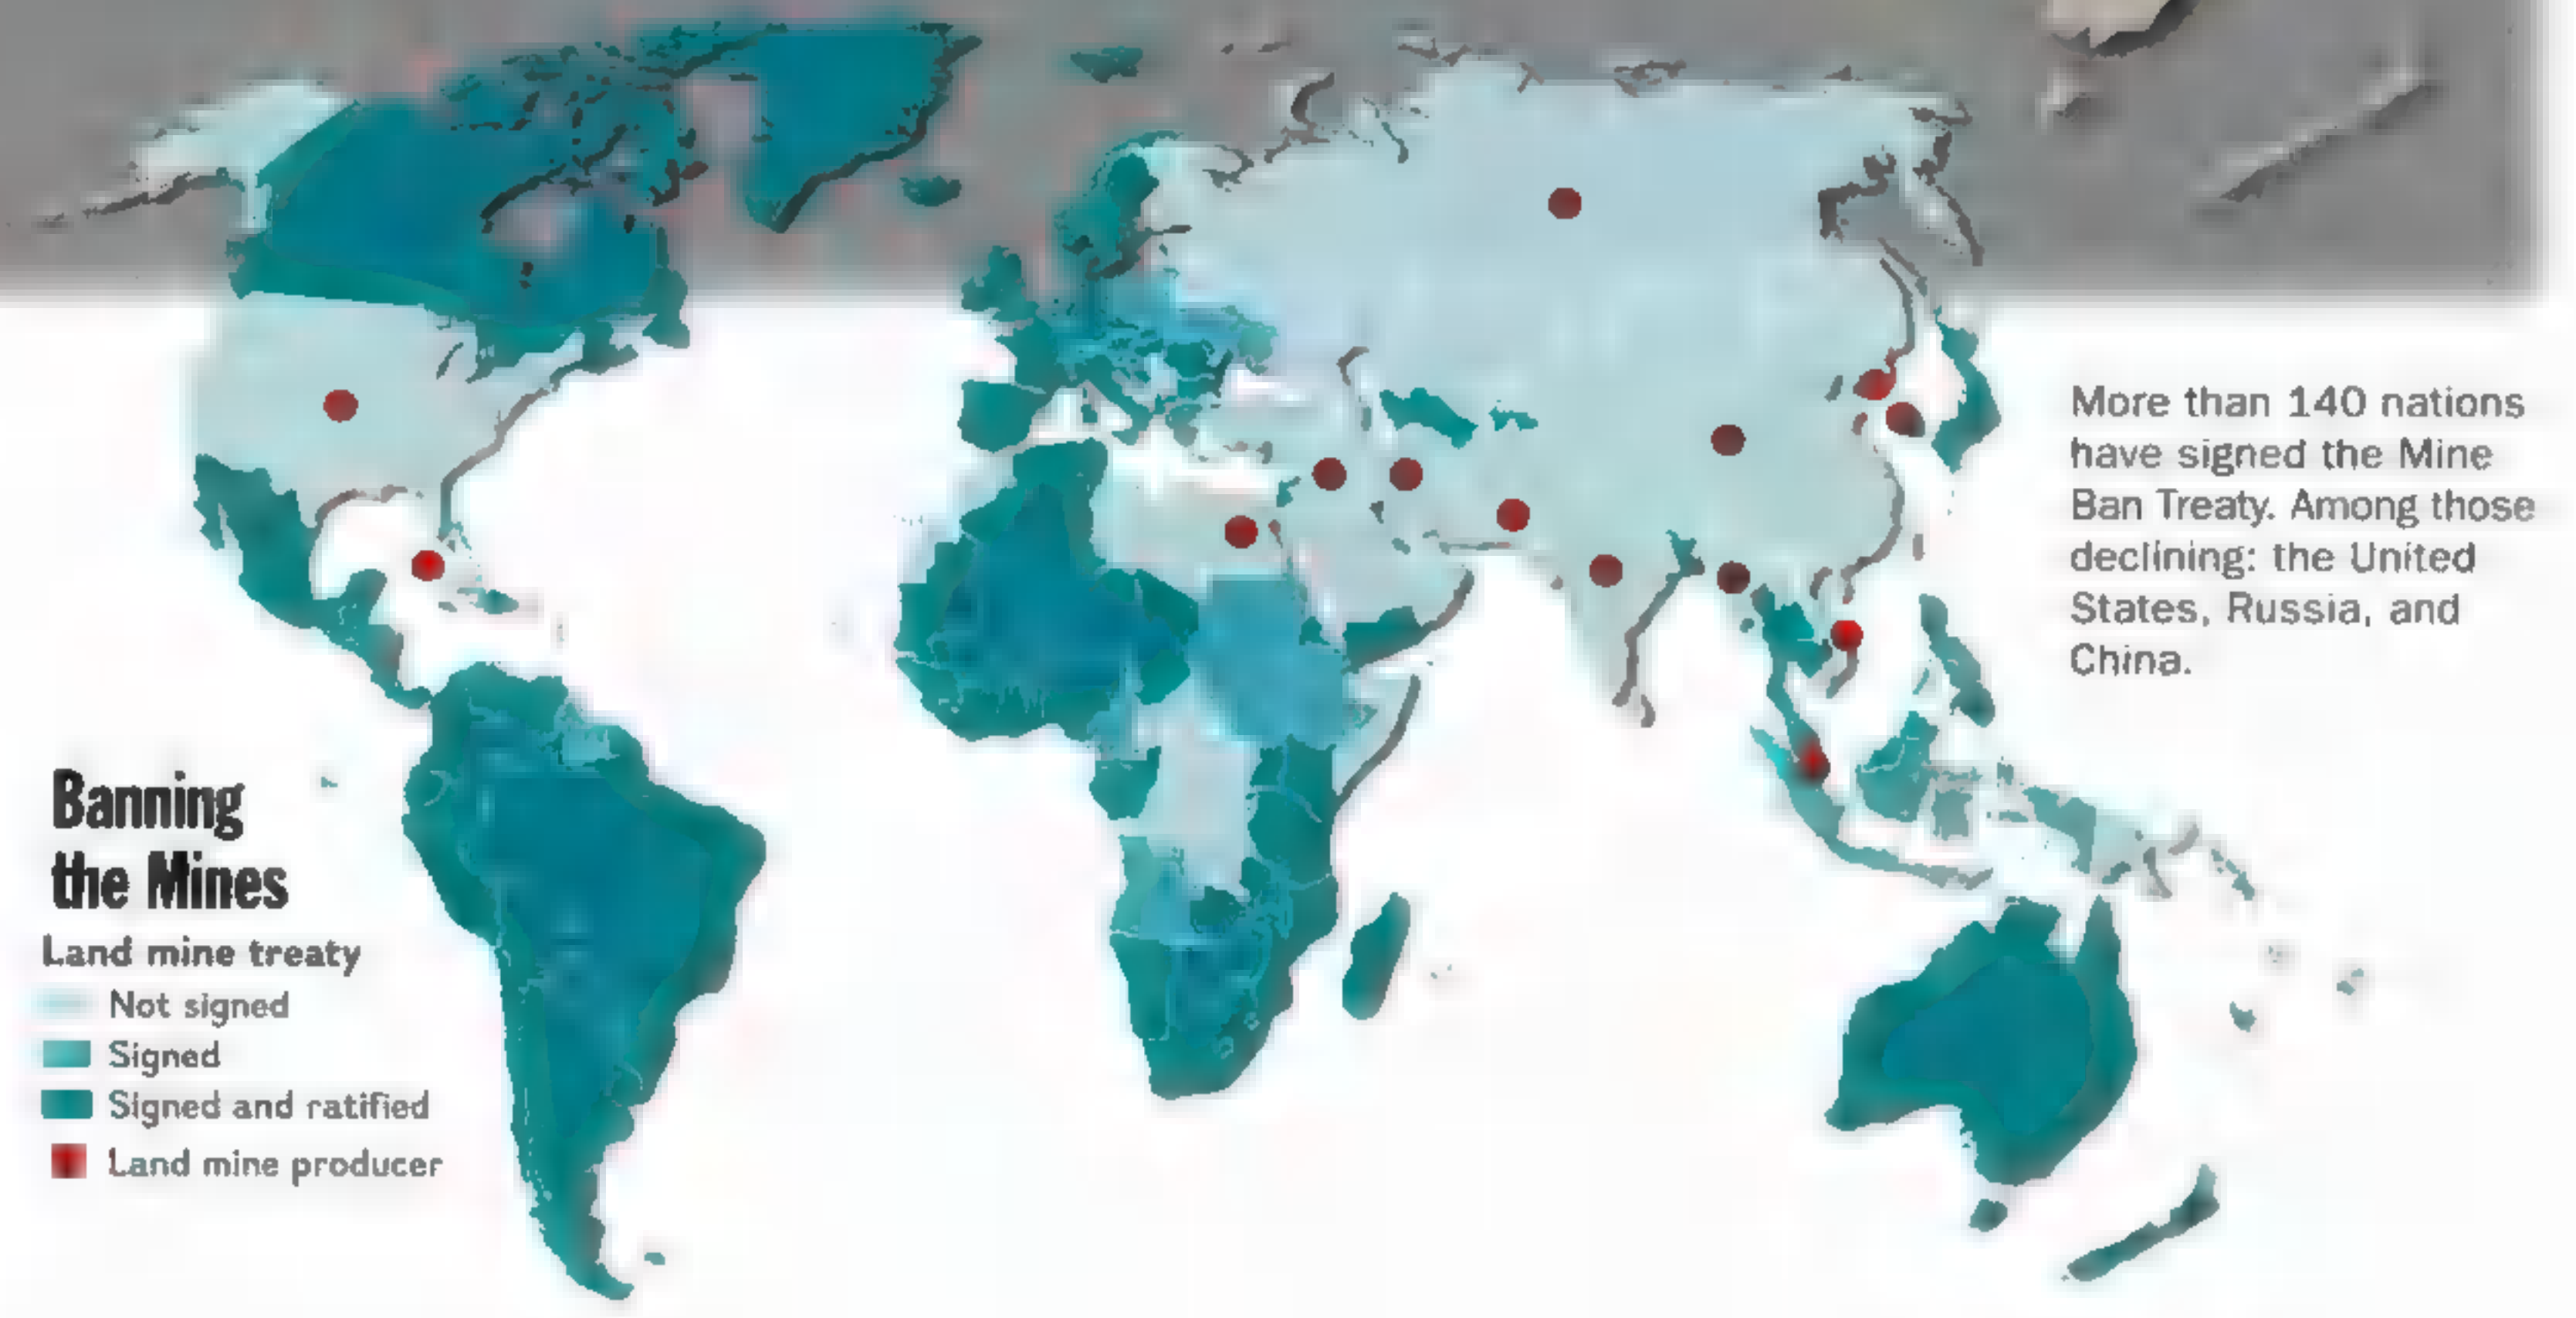 More than 140 nations
have signed the Mine
Ban Treaty. Among those
declining: the United
States, Russia, and
China.
Banning
the Mines
Land mine treaty
Not signed
Signed
Signed and ratified
Land mine producer